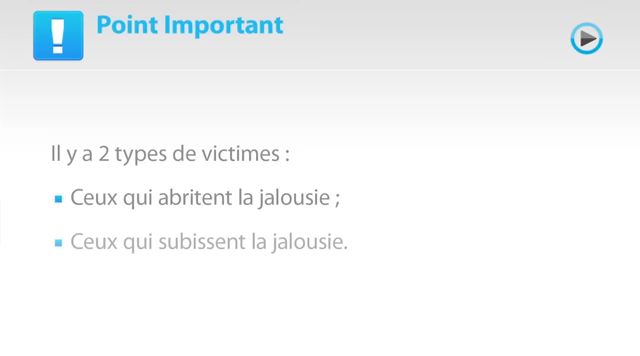 Point Important
Il y a 2 types de victimes :
Ceux qui abritent la jalousie ;
Ceux qui subissent la jalousie.